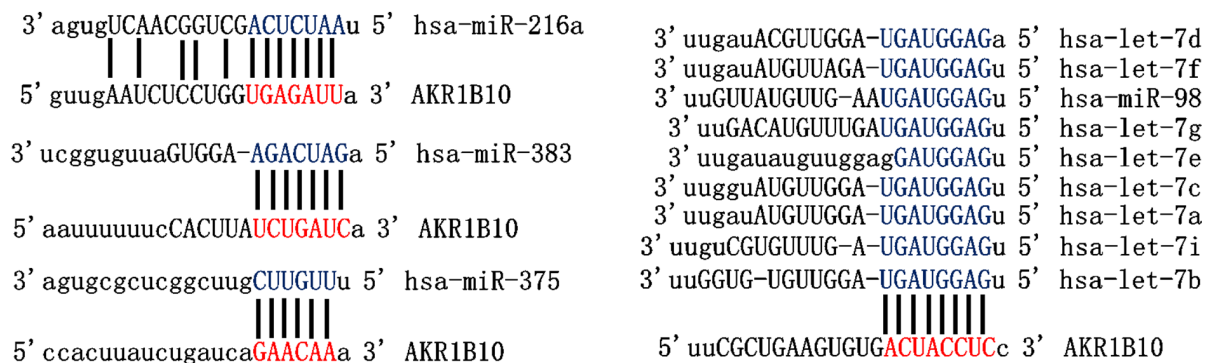 3' agugUCAACGGUCGACUCUAAu 5' hsa-miR-216a
5' guugAAUCUCCUGGUGAGAUUa 3' AKR1B10
3' ucgguguuaGUGGA-AGACUAGa 5' hsa-miR-383
5' aauuuuuucCACUUAUCUGAUCa 3' AKR1B10
3' agugcgcucggcuugCUUGUUu 5' hsa-miR-375
5' ccacuuaucugaucaGAACAAa 3' AKR1B10
3' uugauACGUUGGA-UGAUGGAGa 5' hsa-let-7d
3' uugauAUGUUAGA-UGAUGGAGu 5' hsa-let-7f
3' uuGUUAUGUUG-AAUGAUGGAGu 5' hsa-miR-98
3' uuGACAUGUUUGAUGAUGGAGu 5' hsa-let-7g
3' uugauauguuggagGAUGGAGu 5' hsa-let-7e
3' uugguAUGUUGGA-UGAUGGAGu 5' hsa-let-7c
3' uugauAUGUUGGA-UGAUGGAGu 5' hsa-let-7a
3' uuguCGUGUUUG-A-UGAUGGAGu 5' hsa-let-7i
3' uuGGUG-UGUUGGA-UGAUGGAGu 5' hsa-let-7b
5' uuCGCUGAAGUGUGACUACCUCc 3' AKR1B10